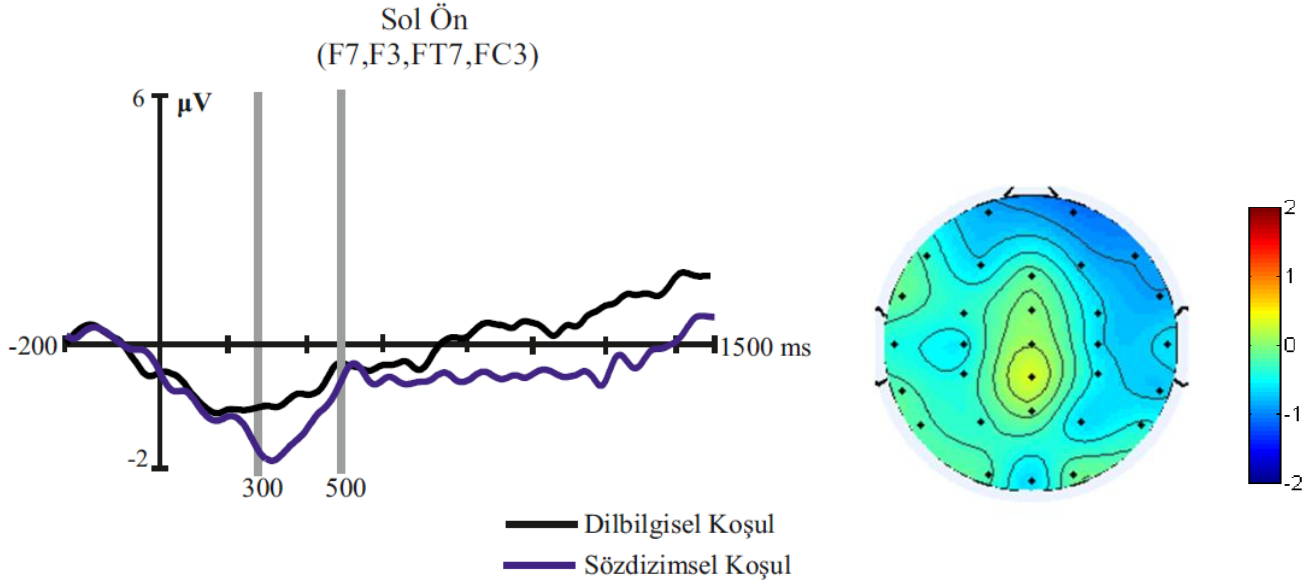 Sol Ön
(F7,F3,FT7,FC3)
6
µV
-200
1500 ms
-2
300
500
Dilbilgisel Koşul
Sözdizimsel Koşul
2
1
0
-1
-2